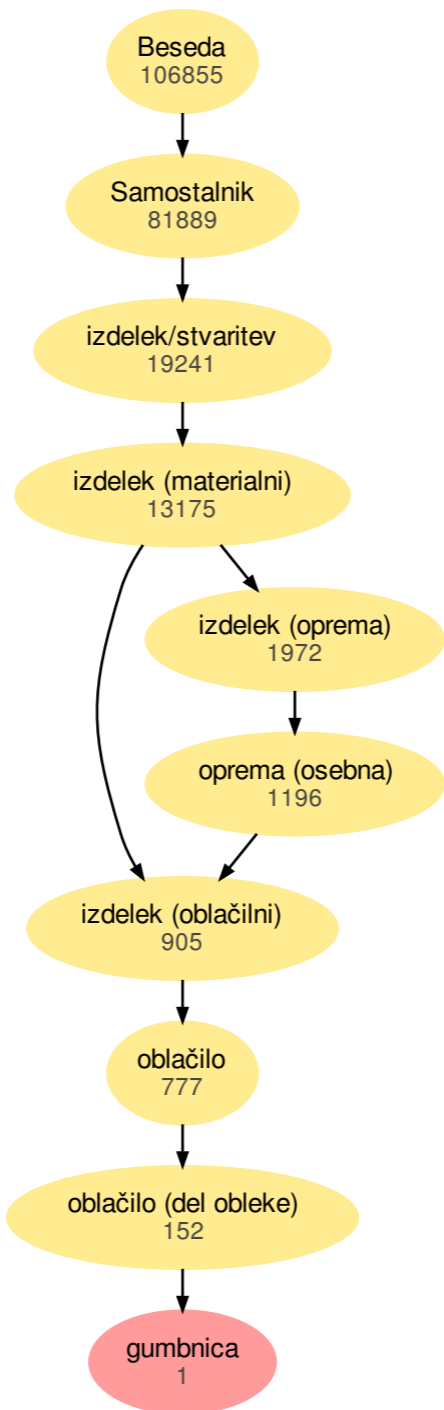 Beseda
106855
Samostalnik
81889
izdelek/stvaritev
19241
izdelek (materialni)
13175
izdelek (oprema)
1972
oprema (osebna)
1196
izdelek (oblačilni)
905
oblačilo
777
oblačilo (del obleke)
152
gumbnica
1